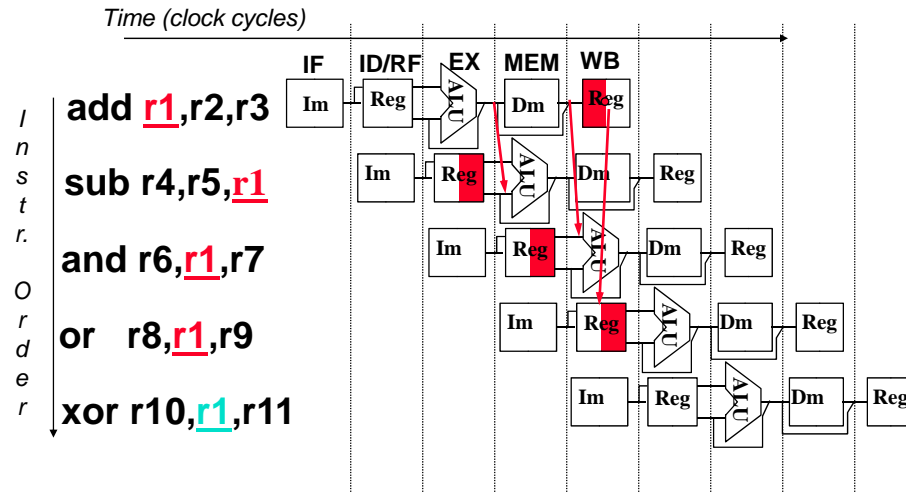 Time (clock cycles)
IF ID/RF EX MEM WB
Instr. Order
add r1,r2,r3
Im Reg ALU Dm Reg
sub r4,r5,r1
Im Reg ALU Dm Reg
and r6,r1,r7
Im Reg ALU Dm Reg
or r8,r1,r9
Im Reg ALU Dm Reg
xor r10,r1,r11
Im Reg ALU Dm Reg